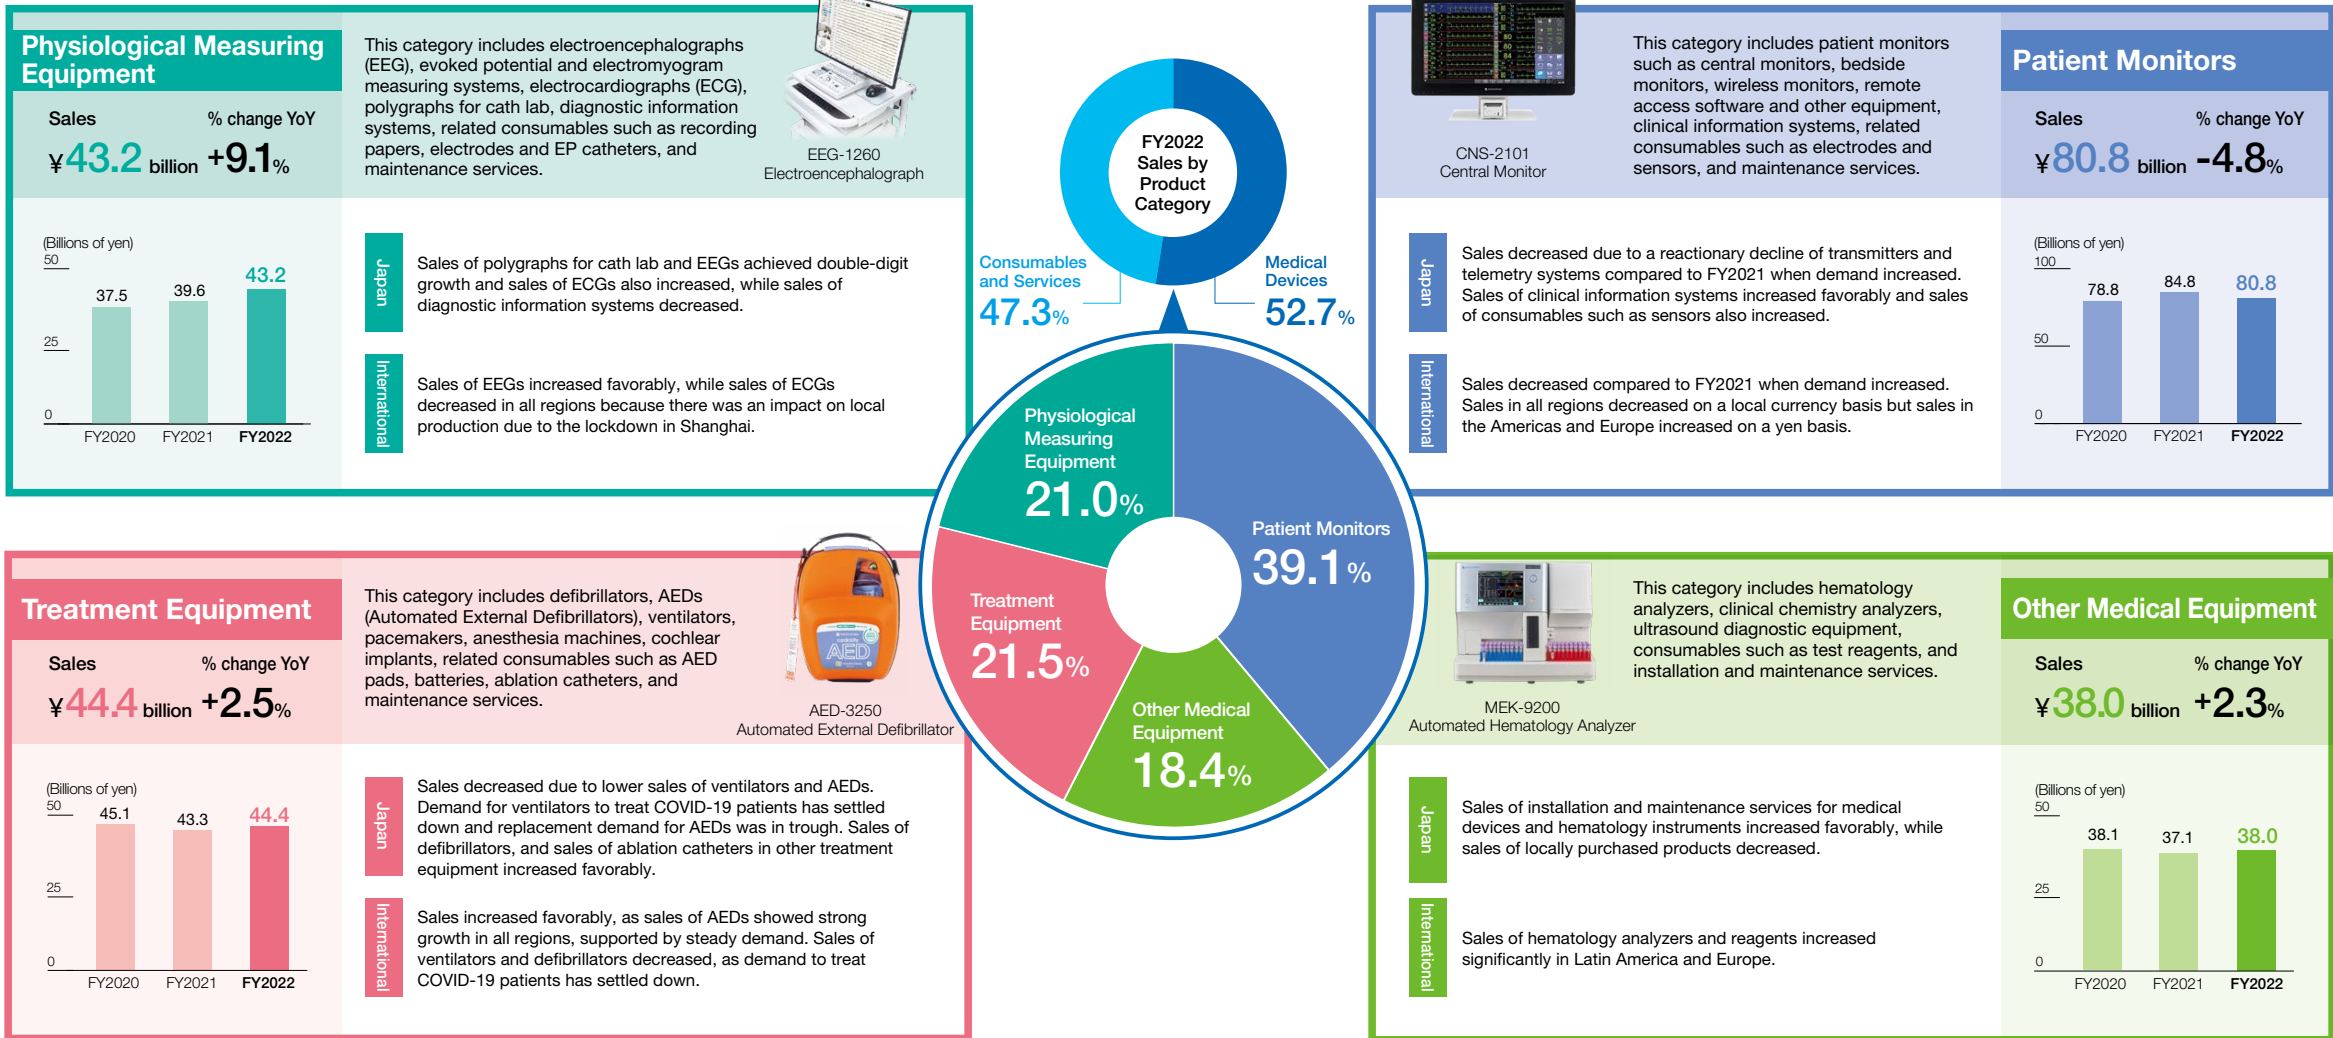 Physiological Measuring
Equipment
Sales
% change YoY
¥43.2 billion +9.1%
This category includes electroencephalographs
(EEG), evoked potential and electromyogram
measuring systems, electrocardiographs (ECG),
polygraphs for cath lab, diagnostic information
systems, related consumables such as recording
papers, electrodes and EP catheters, and
maintenance services.
EEG-1260
Electroencephalograph
(Billions of yen)
50
25
0
37.5
39.6
43.2
FY2020
FY2021
FY2022
Japan
Sales of polygraphs for cath lab and EEGs achieved double-digit
growth and sales of ECGs also increased, while sales of
diagnostic information systems decreased.
International
Sales of EEGs increased favorably, while sales of ECGs
decreased in all regions because there was an impact on local
production due to the lockdown in Shanghai.
FY2022
Sales by
Product
Category
Consumables
and Services
47.3%
Medical
Devices
52.7%
Physiological
Measuring
Equipment
21.0%
Patient Monitors
39.1%
Treatment
Equipment
21.5%
Other Medical
Equipment
18.4%
CNS-2101
Central Monitor
This category includes patient monitors
such as central monitors, bedside
monitors, wireless monitors, remote
access software and other equipment,
clinical information systems, related
consumables such as electrodes and
sensors, and maintenance services.
Patient Monitors
Sales
% change YoY
¥80.8 billion -4.8%
Japan
Sales decreased due to a reactionary decline of transmitters and
telemetry systems compared to FY2021 when demand increased.
Sales of clinical information systems increased favorably and sales
of consumables such as sensors also increased.
International
Sales decreased compared to FY2021 when demand increased.
Sales in all regions decreased on a local currency basis but sales in
the Americas and Europe increased on a yen basis.
(Billions of yen)
100
50
0
78.8
84.8
80.8
FY2020
FY2021
FY2022
Treatment Equipment
Sales
% change YoY
¥44.4 billion +2.5%
This category includes defibrillators, AEDs
(Automated External Defibrillators), ventilators,
pacemakers, anesthesia machines, cochlear
implants, related consumables such as AED
pads, batteries, ablation catheters, and
maintenance services.
AED
AED-3250
Automated External Defibrillator
(Billions of yen)
50
25
0
45.1
43.3
44.4
FY2020
FY2021
FY2022
Japan
Sales decreased due to lower sales of ventilators and AEDs.
Demand for ventilators to treat COVID-19 patients has settled
down and replacement demand for AEDs was in trough. Sales of
defibrillators, and sales of ablation catheters in other treatment
equipment increased favorably.
International
Sales increased favorably, as sales of AEDs showed strong
growth in all regions, supported by steady demand. Sales of
ventilators and defibrillators decreased, as demand to treat
COVID-19 patients has settled down.
MEK-9200
Automated Hematology Analyzer
This category includes hematology
analyzers, clinical chemistry analyzers,
ultrasound diagnostic equipment,
consumables such as test reagents, and
installation and maintenance services.
Other Medical Equipment
Sales
% change YoY
¥38.0 billion +2.3%
Japan
Sales of installation and maintenance services for medical
devices and hematology instruments increased favorably, while
sales of locally purchased products decreased.
International
Sales of hematology analyzers and reagents increased
significantly in Latin America and Europe.
(Billions of yen)
50
25
0
38.1
37.1
38.0
FY2020
FY2021
FY2022